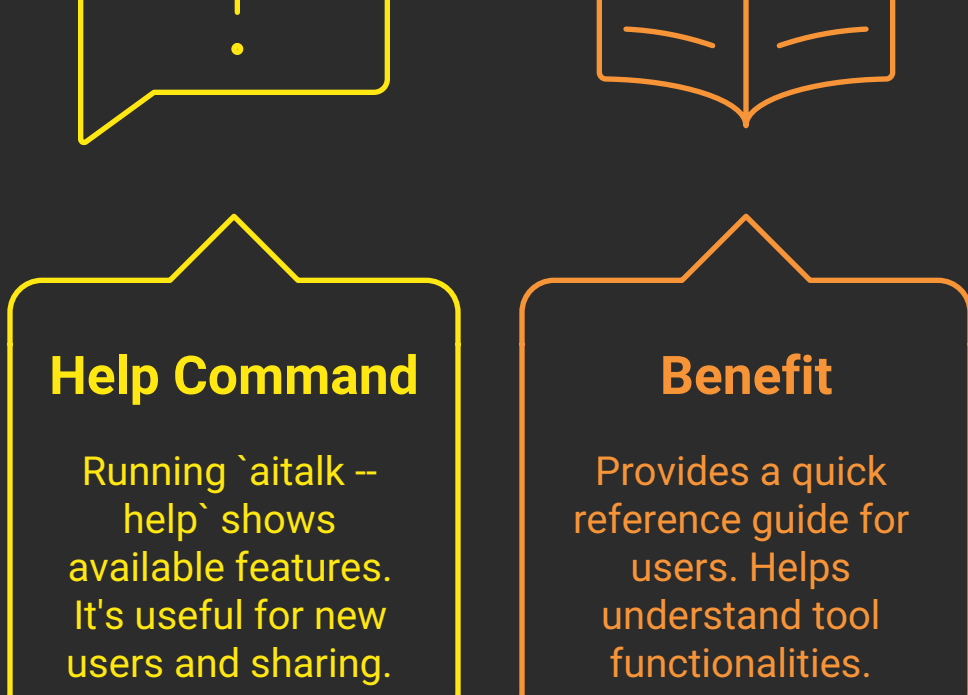 Help Command
Running `aitalk --
help` shows
available features.
It's useful for new
users and sharing.
Benefit
Provides a quick
reference guide for
users. Helps
understand tool
functionalities.